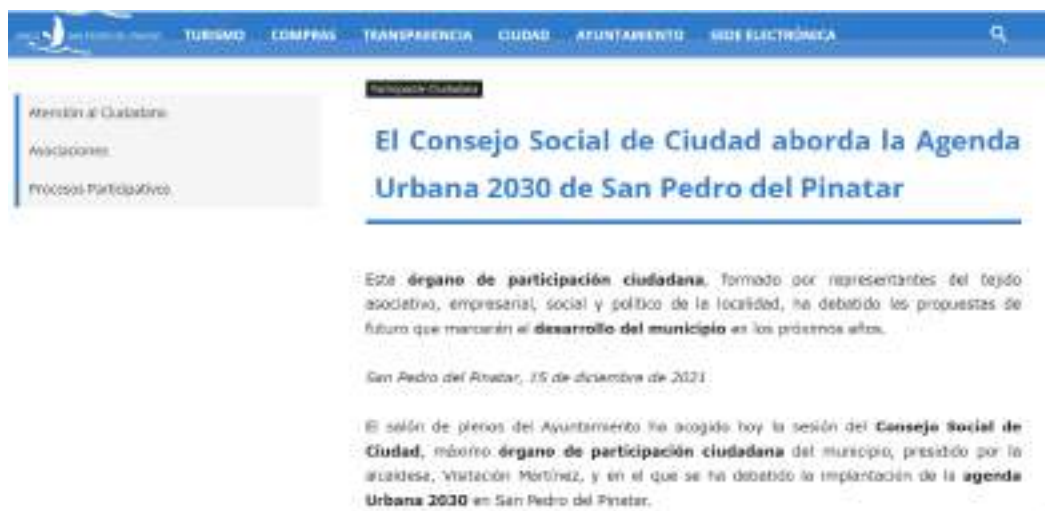 TURISMO COMPRAS TRANSPARENCIA CIUDAD AYUNTAMIENTO SEDE ELECTRÓNICA
Participación Ciudadana
Atención al Ciudadano
Asociaciones
Procesos Participativos
El Consejo Social de Ciudad aborda la Agenda
Urbana 2030 de San Pedro del Pinatar
Este órgano de participación ciudadana, formado por representantes del tejido
asociativo, empresarial, social y político de la localidad, ha debatido las propuestas de
futuro que marcarán el desarrollo del municipio en los próximos años.
San Pedro del Pinatar, 15 de diciembre de 2021
El salón de plenos del Ayuntamiento ha acogido hoy la sesión del Consejo Social de
Ciudad, máximo órgano de participación ciudadana del municipio, presidido por la
alcaldesa, Visitación Martínez, y en el que se ha debatido la implantación de la agenda
Urbana 2030 en San Pedro del Pinatar.